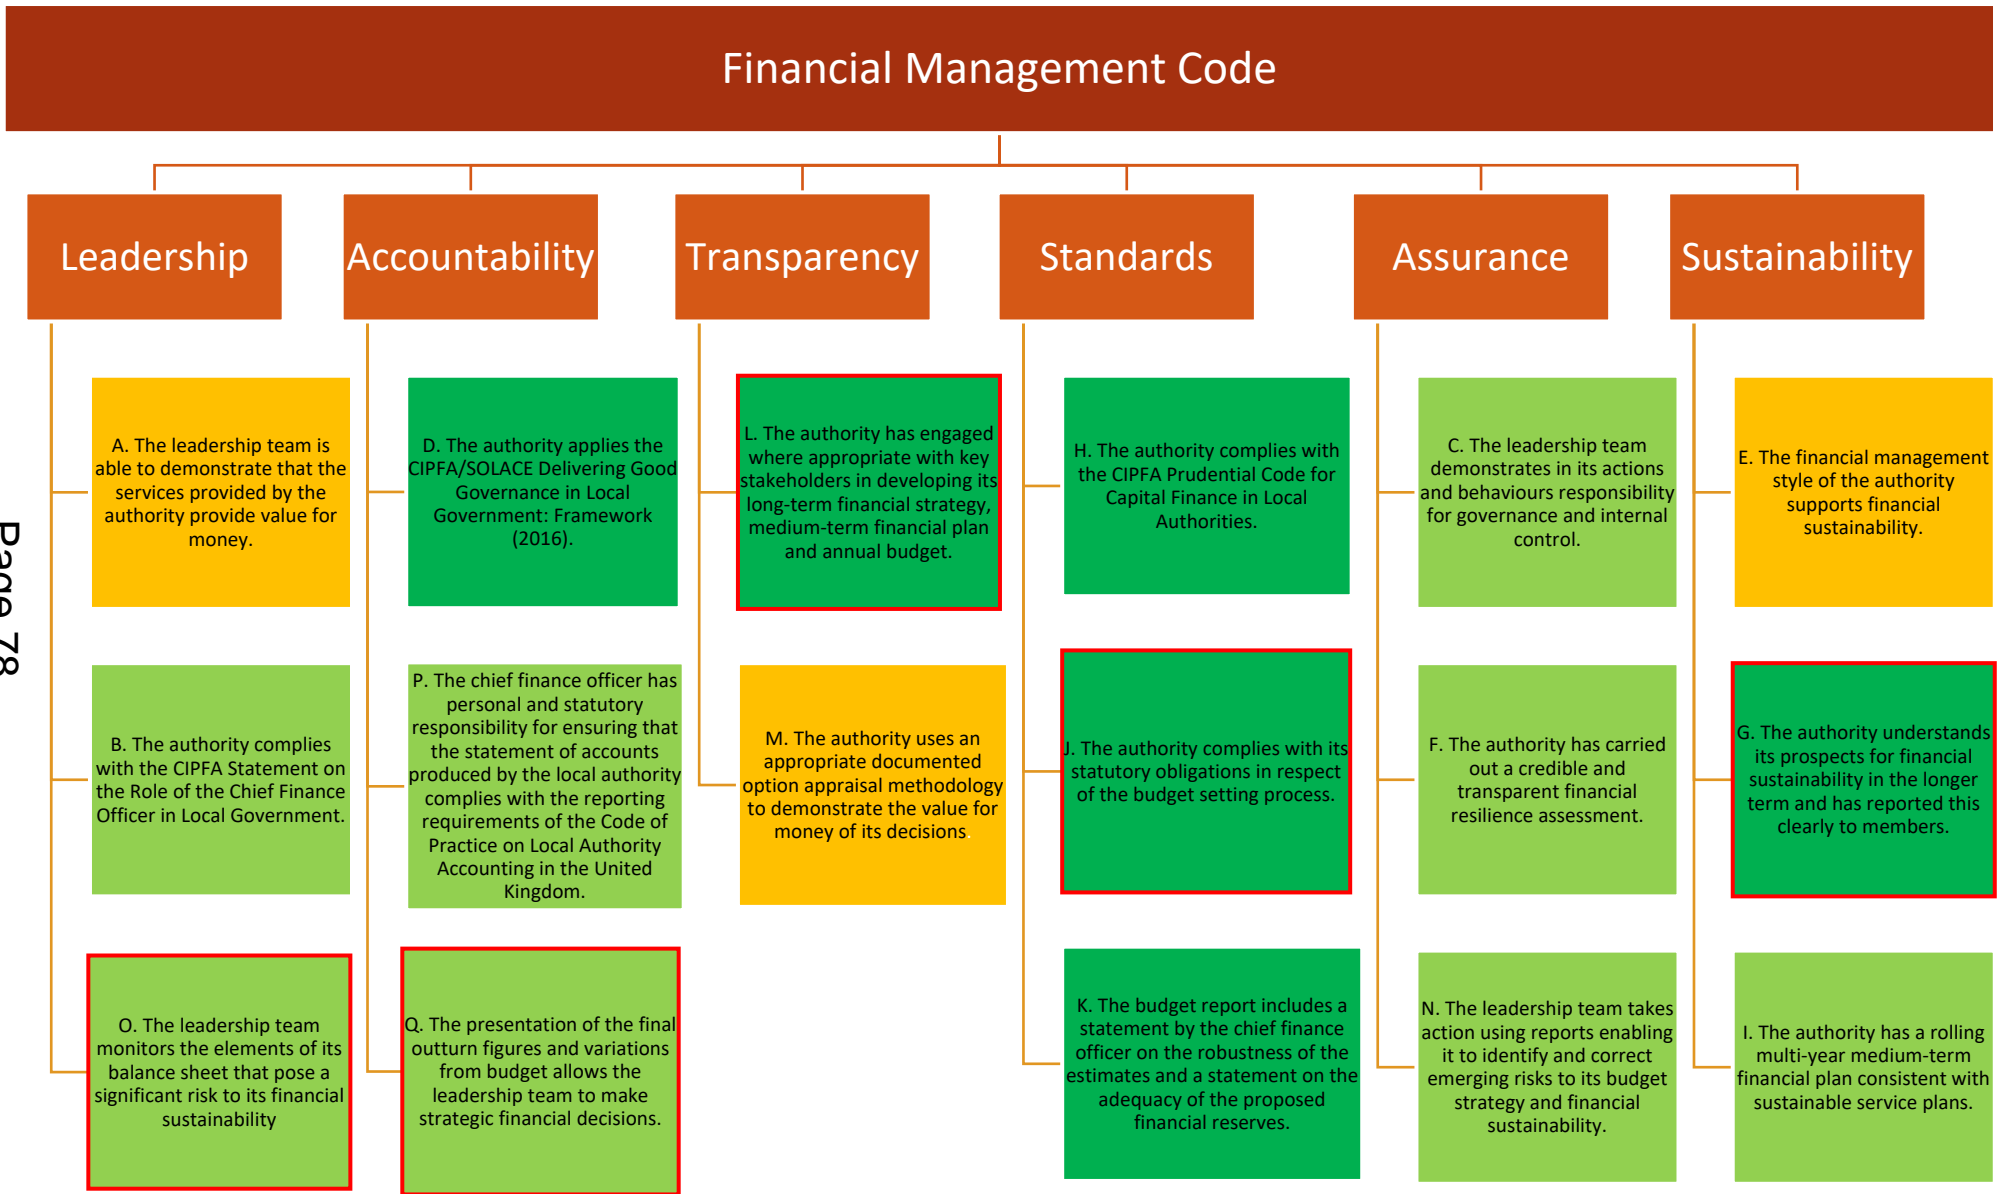 Financial Management Code
Leadership
Accountability
Transparency
Standards
Assurance
Sustainability
A. The leadership team is
able to demonstrate that the
services provided by the
authority provide value for
money.
B. The authority complies
with the CIPFA Statement on
the Role of the Chief Finance
Officer in Local Government.
O. The leadership team
monitors the elements of its
balance sheet that pose a
significant risk to its financial
sustainability
D. The authority applies the
CIPFA/SOLACE Delivering Good
Governance in Local
Government: Framework
(2016).
P. The chief finance officer has
personal and statutory
responsibility for ensuring that
the statement of accounts
produced by the local authority
complies with the reporting
requirements of the Code of
Practice on Local Authority
Accounting in the United
Kingdom.
Q. The presentation of the final
outturn figures and variations
from budget allows the
leadership team to make
strategic financial decisions.
L. The authority has engaged
where appropriate with key
stakeholders in developing its
long-term financial strategy,
medium-term financial plan
and annual budget.
M. The authority uses an
appropriate documented
option appraisal methodology
to demonstrate the value for
money of its decisions.
H. The authority complies with
the CIPFA Prudential Code for
Capital Finance in Local
Authorities.
J. The authority complies with its
statutory obligations in respect
of the budget setting process.
K. The budget report includes a
statement by the chief finance
officer on the robustness of the
estimates and a statement on the
adequacy of the proposed
financial reserves.
C. The leadership team
demonstrates in its actions
and behaviours responsibility
for governance and internal
control.
F. The authority has carried
out a credible and
transparent financial
resilience assessment.
N. The leadership team takes
action using reports enabling
it to identify and correct
emerging risks to its budget
strategy and financial
sustainability.
E. The financial management
style of the authority
supports financial
sustainability.
G. The authority understands
its prospects for financial
sustainability in the longer
term and has reported this
clearly to members.
I. The authority has a rolling
multi-year medium-term
financial plan consistent with
sustainable service plans.
Page 78